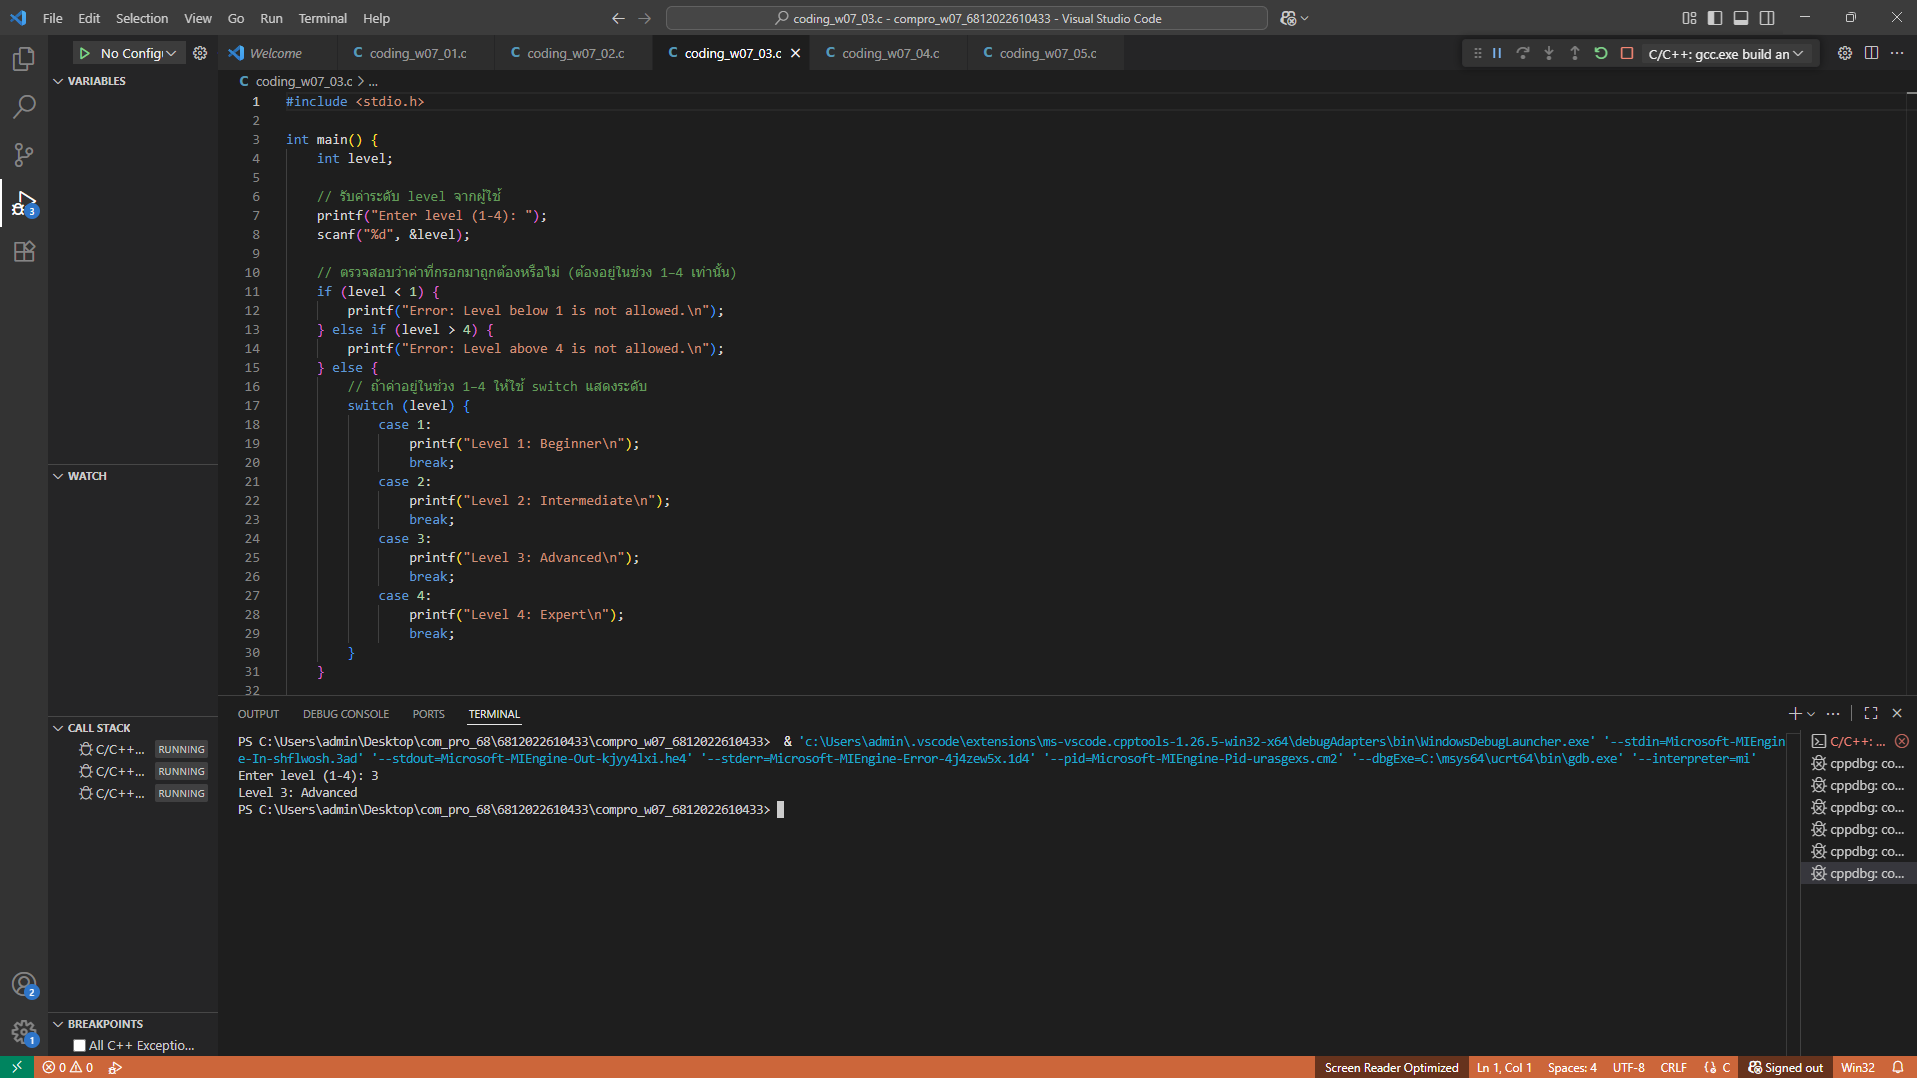 File Edit Selection View Go Run Terminal Help
coding_w07_03.c - compro_w07_6812022610433 - Visual Studio Code
No Config
Welcome
coding_w07_01.c
coding_w07_02.c
coding_w07_03.c
coding_w07_04.c
coding_w07_05.c
C/C++: gcc.exe build an
VARIABLES
coding_w07_03.c > ...
1 #include <stdio.h>
2
3 int main() {
4 int level;
5
6 // รับค่าระดับ level จากผู้ใช้
7 printf("Enter level (1-4): ");
8 scanf("%d", &level);
9
10 // ตรวจสอบว่าค่าที่กรอกมาถูกต้องหรือไม่ (ต้องอยู่ในช่วง 1–4 เท่านั้น)
11 if (level < 1) {
12 printf("Error: Level below 1 is not allowed.\n");
13 } else if (level > 4) {
14 printf("Error: Level above 4 is not allowed.\n");
15 } else {
16 // ถ้าค่าอยู่ในช่วง 1–4 ให้ใช้ switch แสดงระดับ
17 switch (level) {
18 case 1:
19 printf("Level 1: Beginner\n");
20 break;
21 case 2:
22 printf("Level 2: Intermediate\n");
23 break;
24 case 3:
25 printf("Level 3: Advanced\n");
26 break;
27 case 4:
28 printf("Level 4: Expert\n");
29 break;
30 }
31 }
32
WATCH
CALL STACK
C/C++... RUNNING
C/C++... RUNNING
C/C++... RUNNING
BREAKPOINTS
All C++ Exceptio...
3
2
1
OUTPUT DEBUG CONSOLE PORTS TERMINAL
PS C:\Users\admin\Desktop\com_pro_68\6812022610433\compro_w07_6812022610433> & 'c:\Users\admin\.vscode\extensions\ms-vscode.cpptools-1.26.5-win32-x64\debugAdapters\bin\WindowsDebugLauncher.exe' '--stdin=Microsoft-MIEngin
e-In-shflwosh.3ad' '--stdout=Microsoft-MIEngine-Out-kjyy4lxi.he4' '--stderr=Microsoft-MIEngine-Error-4j4zew5x.1d4' '--pid=Microsoft-MIEngine-Pid-urasgexs.cm2' '--dbgExe=C:\msys64\ucrt64\bin\gdb.exe' '--interpreter=mi'
Enter level (1-4): 3
Level 3: Advanced
PS C:\Users\admin\Desktop\com_pro_68\6812022610433\compro_w07_6812022610433>
C/C++: ...
cppdbg: co...
cppdbg: co...
cppdbg: co...
cppdbg: co...
cppdbg: co...
cppdbg: co...
0 0
Screen Reader Optimized Ln 1, Col 1 Spaces: 4 UTF-8 CRLF {} C Signed out Win32